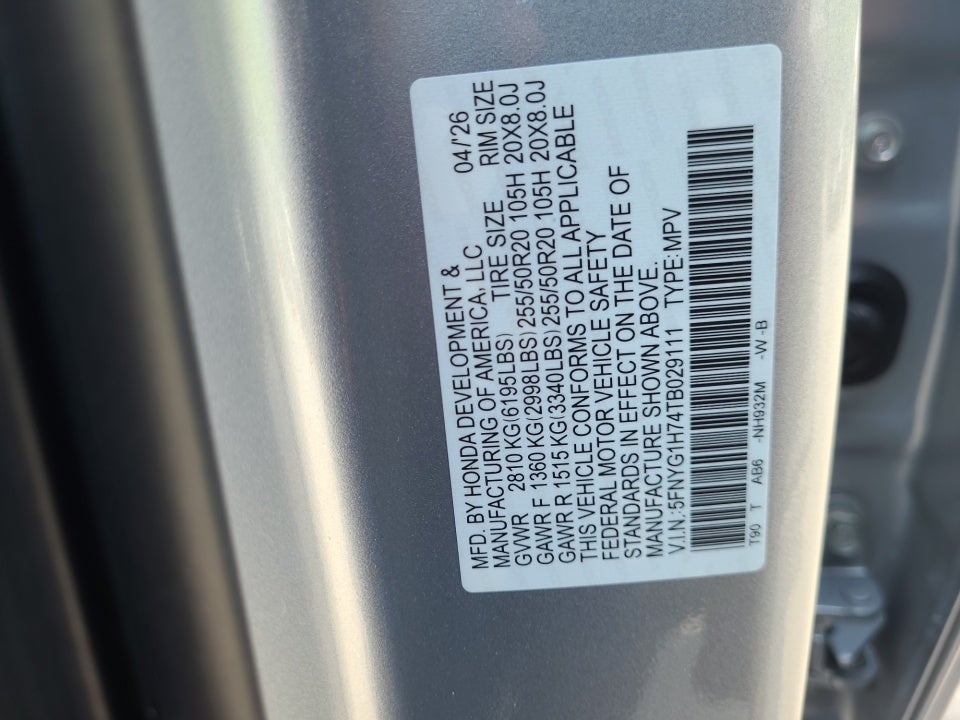 MFD. BY HONDA DEVELOPMENT & 04/'26
MANUFACTURING OF AMERICA, LLC
GVWR 2810 KG(6195LBS) TIRE SIZE RIM SIZE
GAWR F 1360 KG(2998LBS) 255/50R20 105H 20X8.0J
GAWR R 1515 KG(3340LBS) 255/50R20 105H 20X8.0J
THIS VEHICLE CONFORMS TO ALL APPLICABLE
FEDERAL MOTOR VEHICLE SAFETY
STANDARDS IN EFFECT ON THE DATE OF
MANUFACTURE SHOWN ABOVE.
V.I.N.:5FNYG1H74TB029111 TYPE:MPV
T90 T AB6 -NH932M -W -B